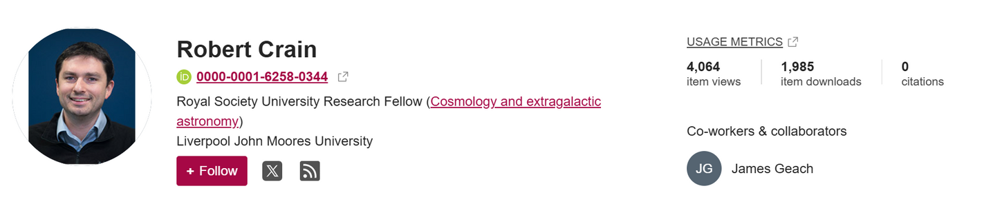 Robert Crain
iD 0000-0001-6258-0344
Royal Society University Research Fellow (Cosmology and extragalactic
astronomy)
Liverpool John Moores University
+ Follow
USAGE METRICS
4,064 1,985 0
item views item downloads citations
Co-workers & collaborators
JG James Geach